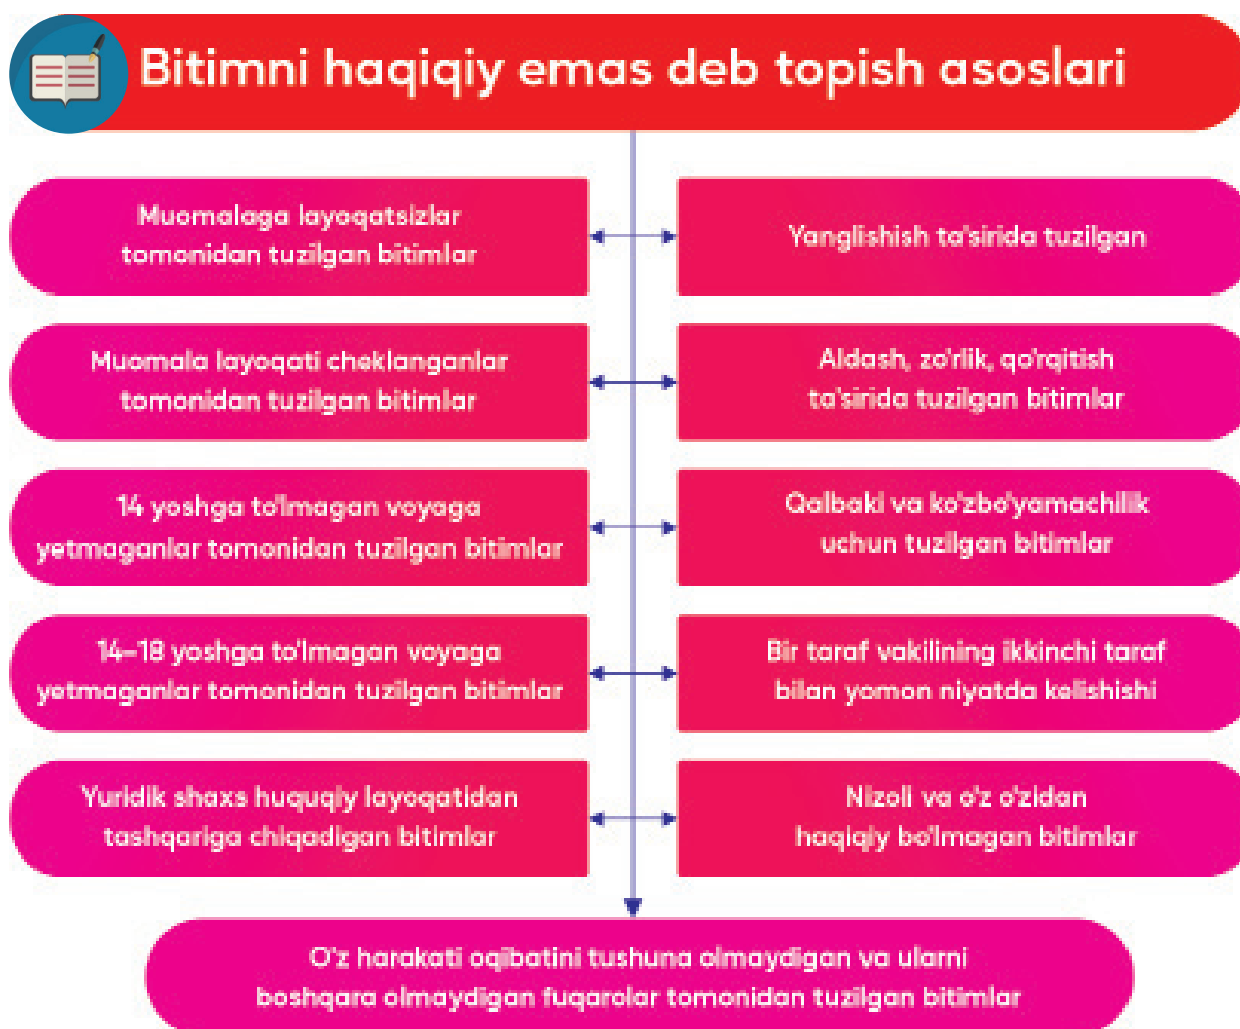 Bitimni haqiqiy emas deb topish asoslari
Muomalaga layoqatsizlar
tomonidan tuzilgan bitimlar
Yanglishish ta'sirida tuzilgan
Muomala layoqati cheklanganlar
tomonidan tuzilgan bitimlar
Aldash, zo'rlik, qo'rqitish
ta'sirida tuzilgan bitimlar
14 yoshga to'lmagan voyaga
yetmaganlar tomonidan tuzilgan bitimlar
Qalbaki va ko'zbo'yamachilik
uchun tuzilgan bitimlar
14–18 yoshga to'lmagan voyaga
yetmaganlar tomonidan tuzilgan bitimlar
Bir taraf vakilining ikkinchi taraf
bilan yomon niyatda kelishishi
Yuridik shaxs huquqiy layoqatidan
tashqariga chiqadigan bitimlar
Nizoli va o'z o'zidan
haqiqiy bo'lmagan bitimlar
O'z harakati oqibatini tushuna olmaydigan va ularni
boshqara olmaydigan fuqarolar tomonidan tuzilgan bitimlar